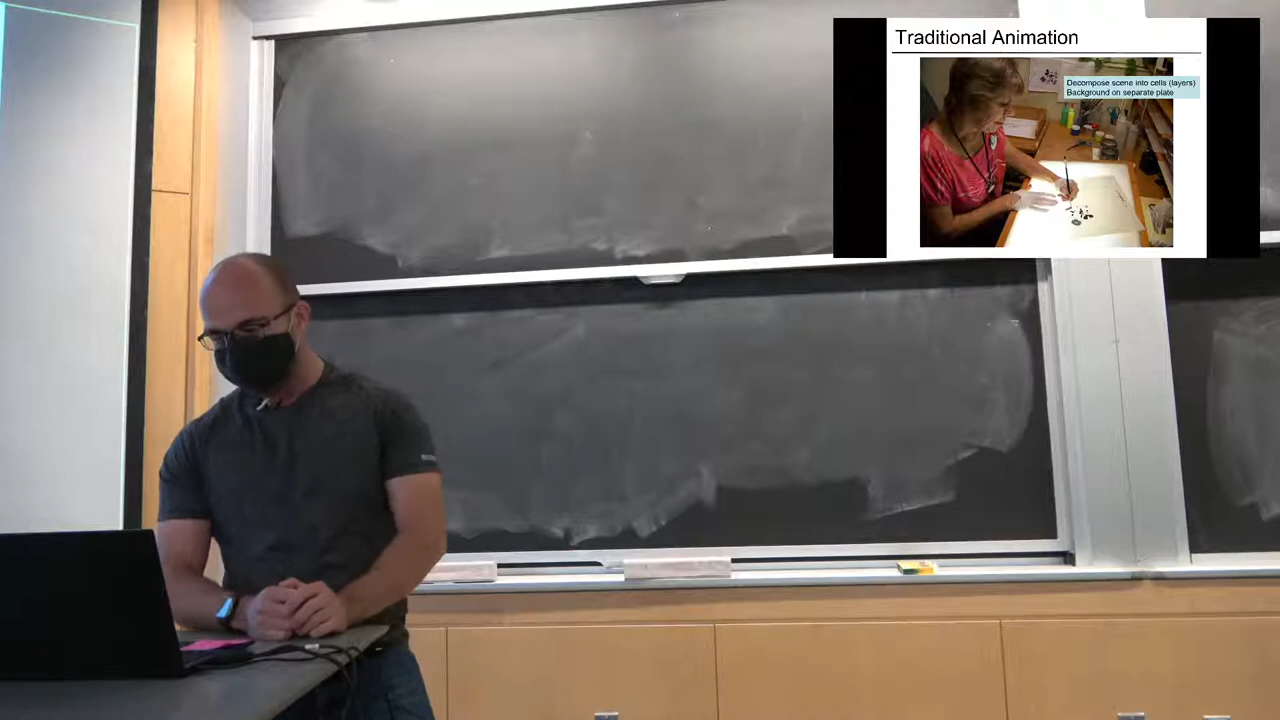 Traditional Animation
Decompose scene into cells (layers)
Background on separate plate